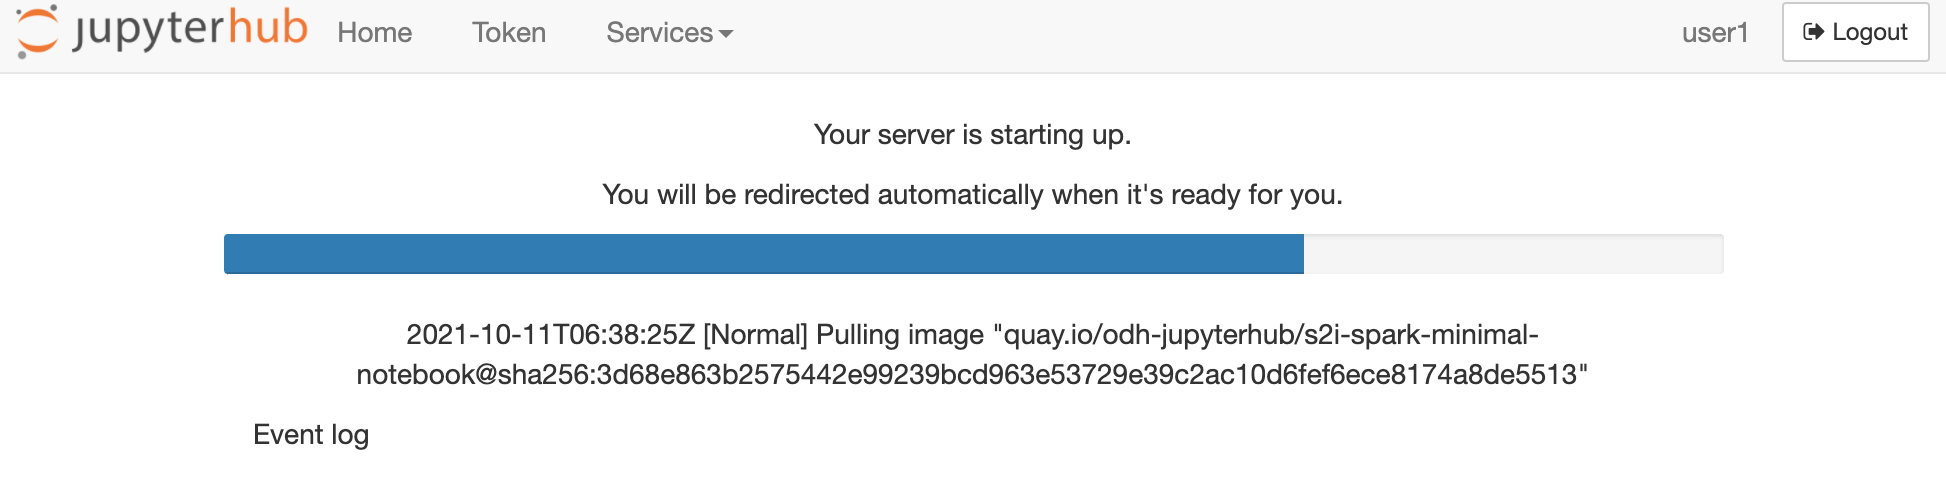 jupyterhub Home Token Services user1 Logout
Your server is starting up.
You will be redirected automatically when it's ready for you.
2021-10-11T06:38:25Z [Normal] Pulling image "quay.io/odh-jupyterhub/s2i-spark-minimal-
notebook@sha256:3d68e863b2575442e99239bcd963e53729e39c2ac10d6fef6ece8174a8de5513"
Event log